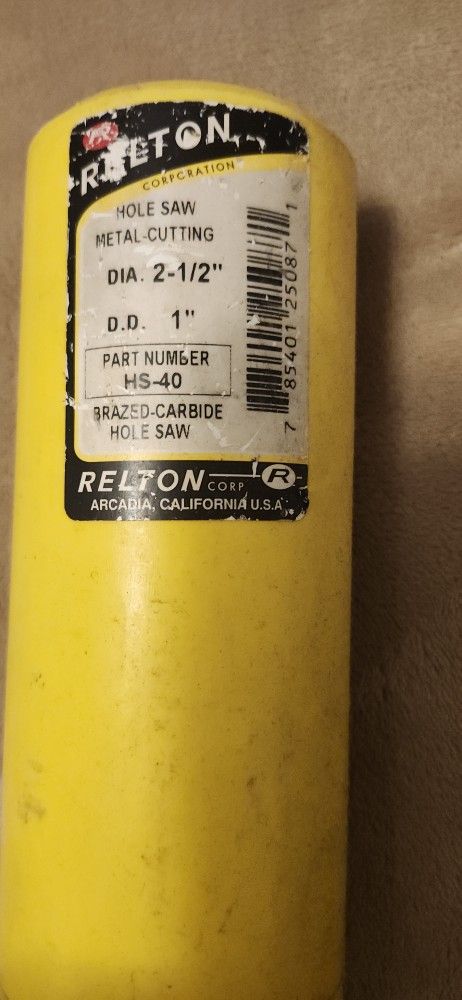 RELTON
CORPORATION
HOLE SAW
METAL-CUTTING
DIA. 2-1/2"
D.D. 1"
PART NUMBER
HS-40
BRAZED-CARBIDE
HOLE SAW
7 85401 25087 1
RELTON CORP R
ARCADIA, CALIFORNIA U.S.A.